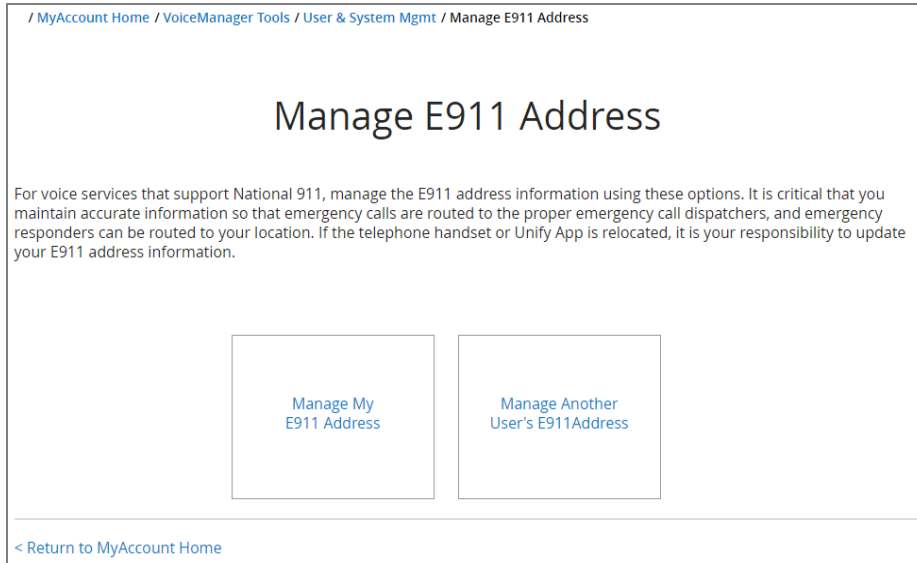 / MyAccount Home / VoiceManager Tools / User & System Mgmt / Manage E911 Address
Manage E911 Address
For voice services that support National 911, manage the E911 address information using these options. It is critical that you
maintain accurate information so that emergency calls are routed to the proper emergency call dispatchers, and emergency
responders can be routed to your location. If the telephone handset or Unify App is relocated, it is your responsibility to update
your E911 address information.
Manage My
E911 Address
Manage Another
User's E911Address
< Return to MyAccount Home